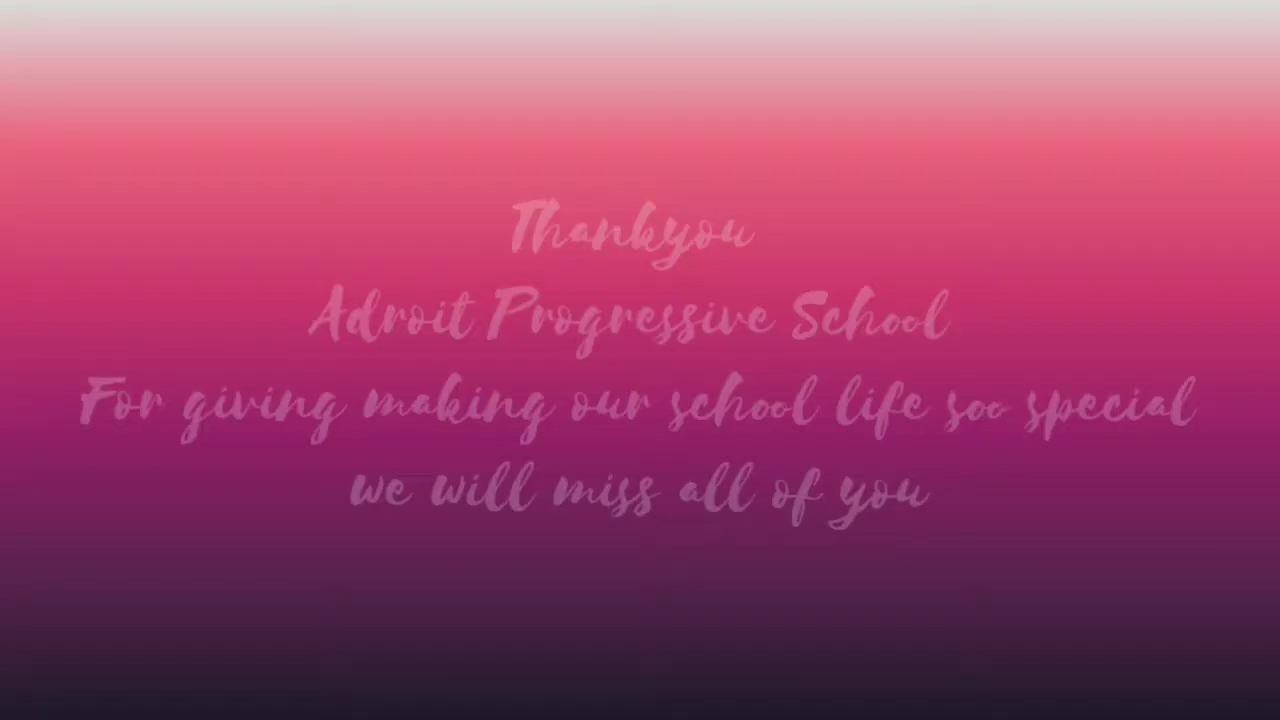 Thankyou
Adroit Progressive School
For giving making our school life soo special
we will miss all of you